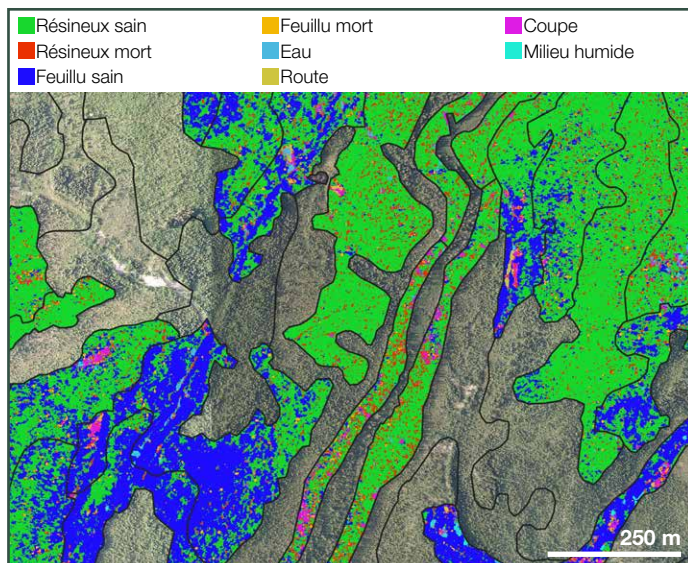 Résineux sain
Feuillu mort
Coupe
Résineux mort
Eau
Milieu humide
Feuillu sain
Route
250 m